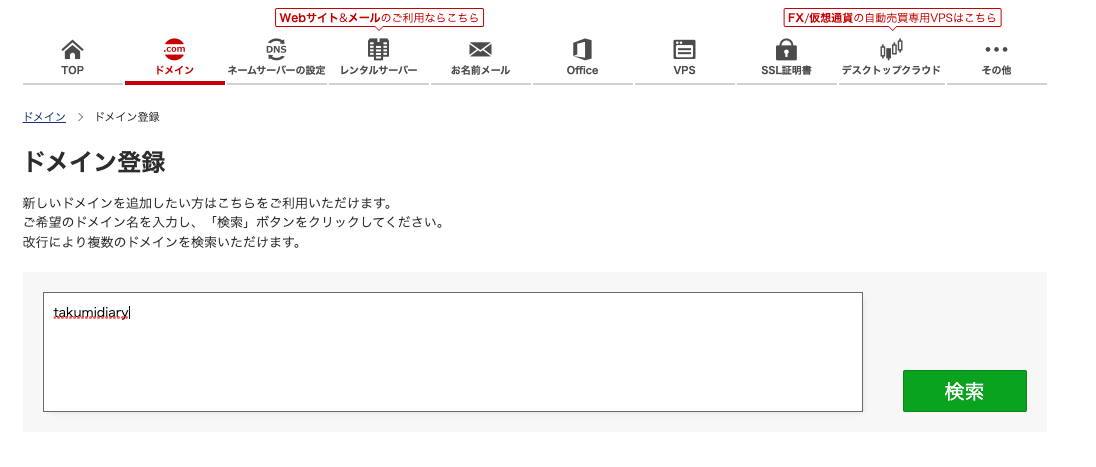 Webサイト&メールのご利用ならこちら
FX/仮想通貨の自動売買専用VPSはこちら
.com
DNS
TOP
ドメイン
ネームサーバーの設定
レンタルサーバー
お名前メール
Office
VPS
SSL証明書
デスクトップクラウド
その他
ドメイン > ドメイン登録
ドメイン登録
新しいドメインを追加したい方はこちらをご利用いただけます。
ご希望のドメイン名を入力し、「検索」ボタンをクリックしてください。
改行により複数のドメインを検索いただけます。
takumidiary
検索